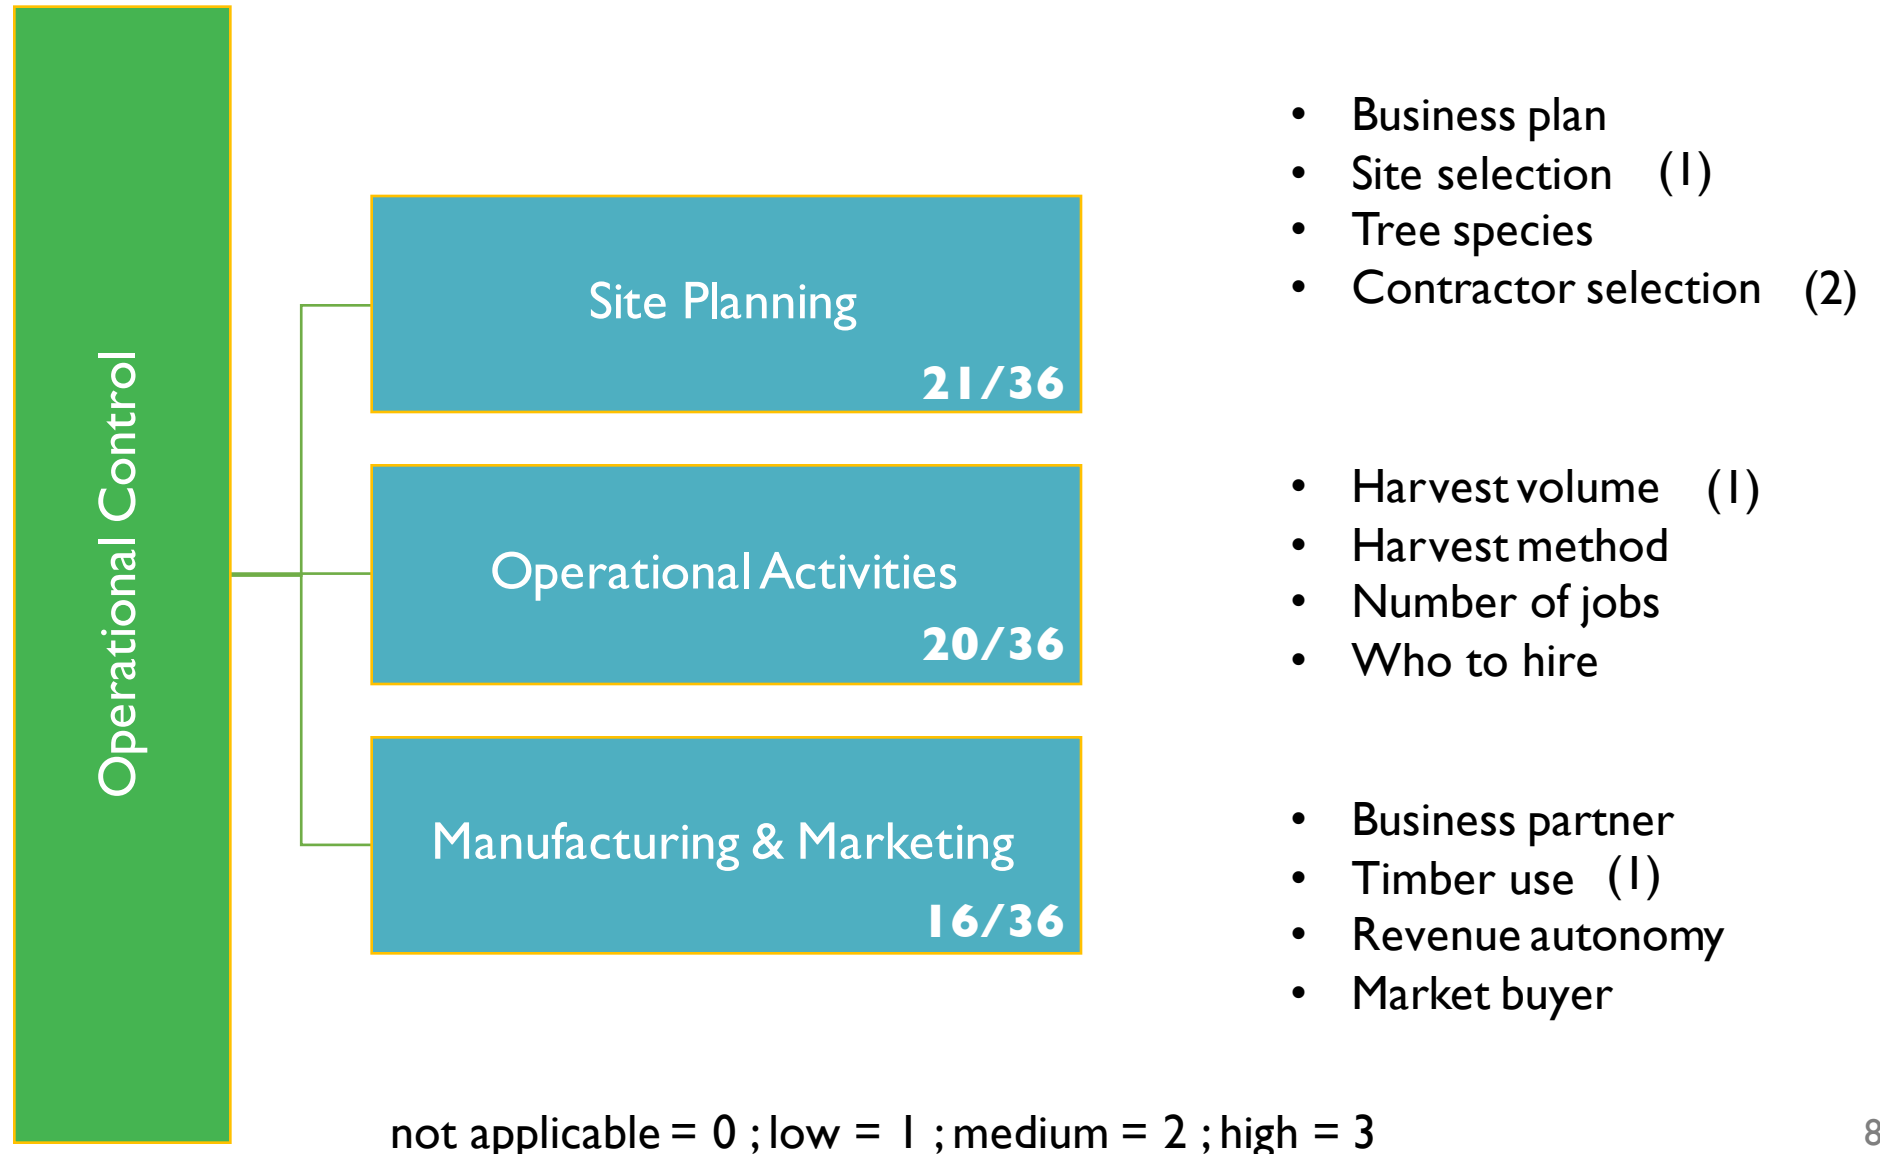 Operational Control
Site Planning
21/36
• Business plan
• Site selection (1)
• Tree species
• Contractor selection (2)
Operational Activities
20/36
• Harvest volume (1)
• Harvest method
• Number of jobs
• Who to hire
Manufacturing & Marketing
16/36
• Business partner
• Timber use (1)
• Revenue autonomy
• Market buyer
not applicable = 0 ; low = 1 ; medium = 2 ; high = 3
8